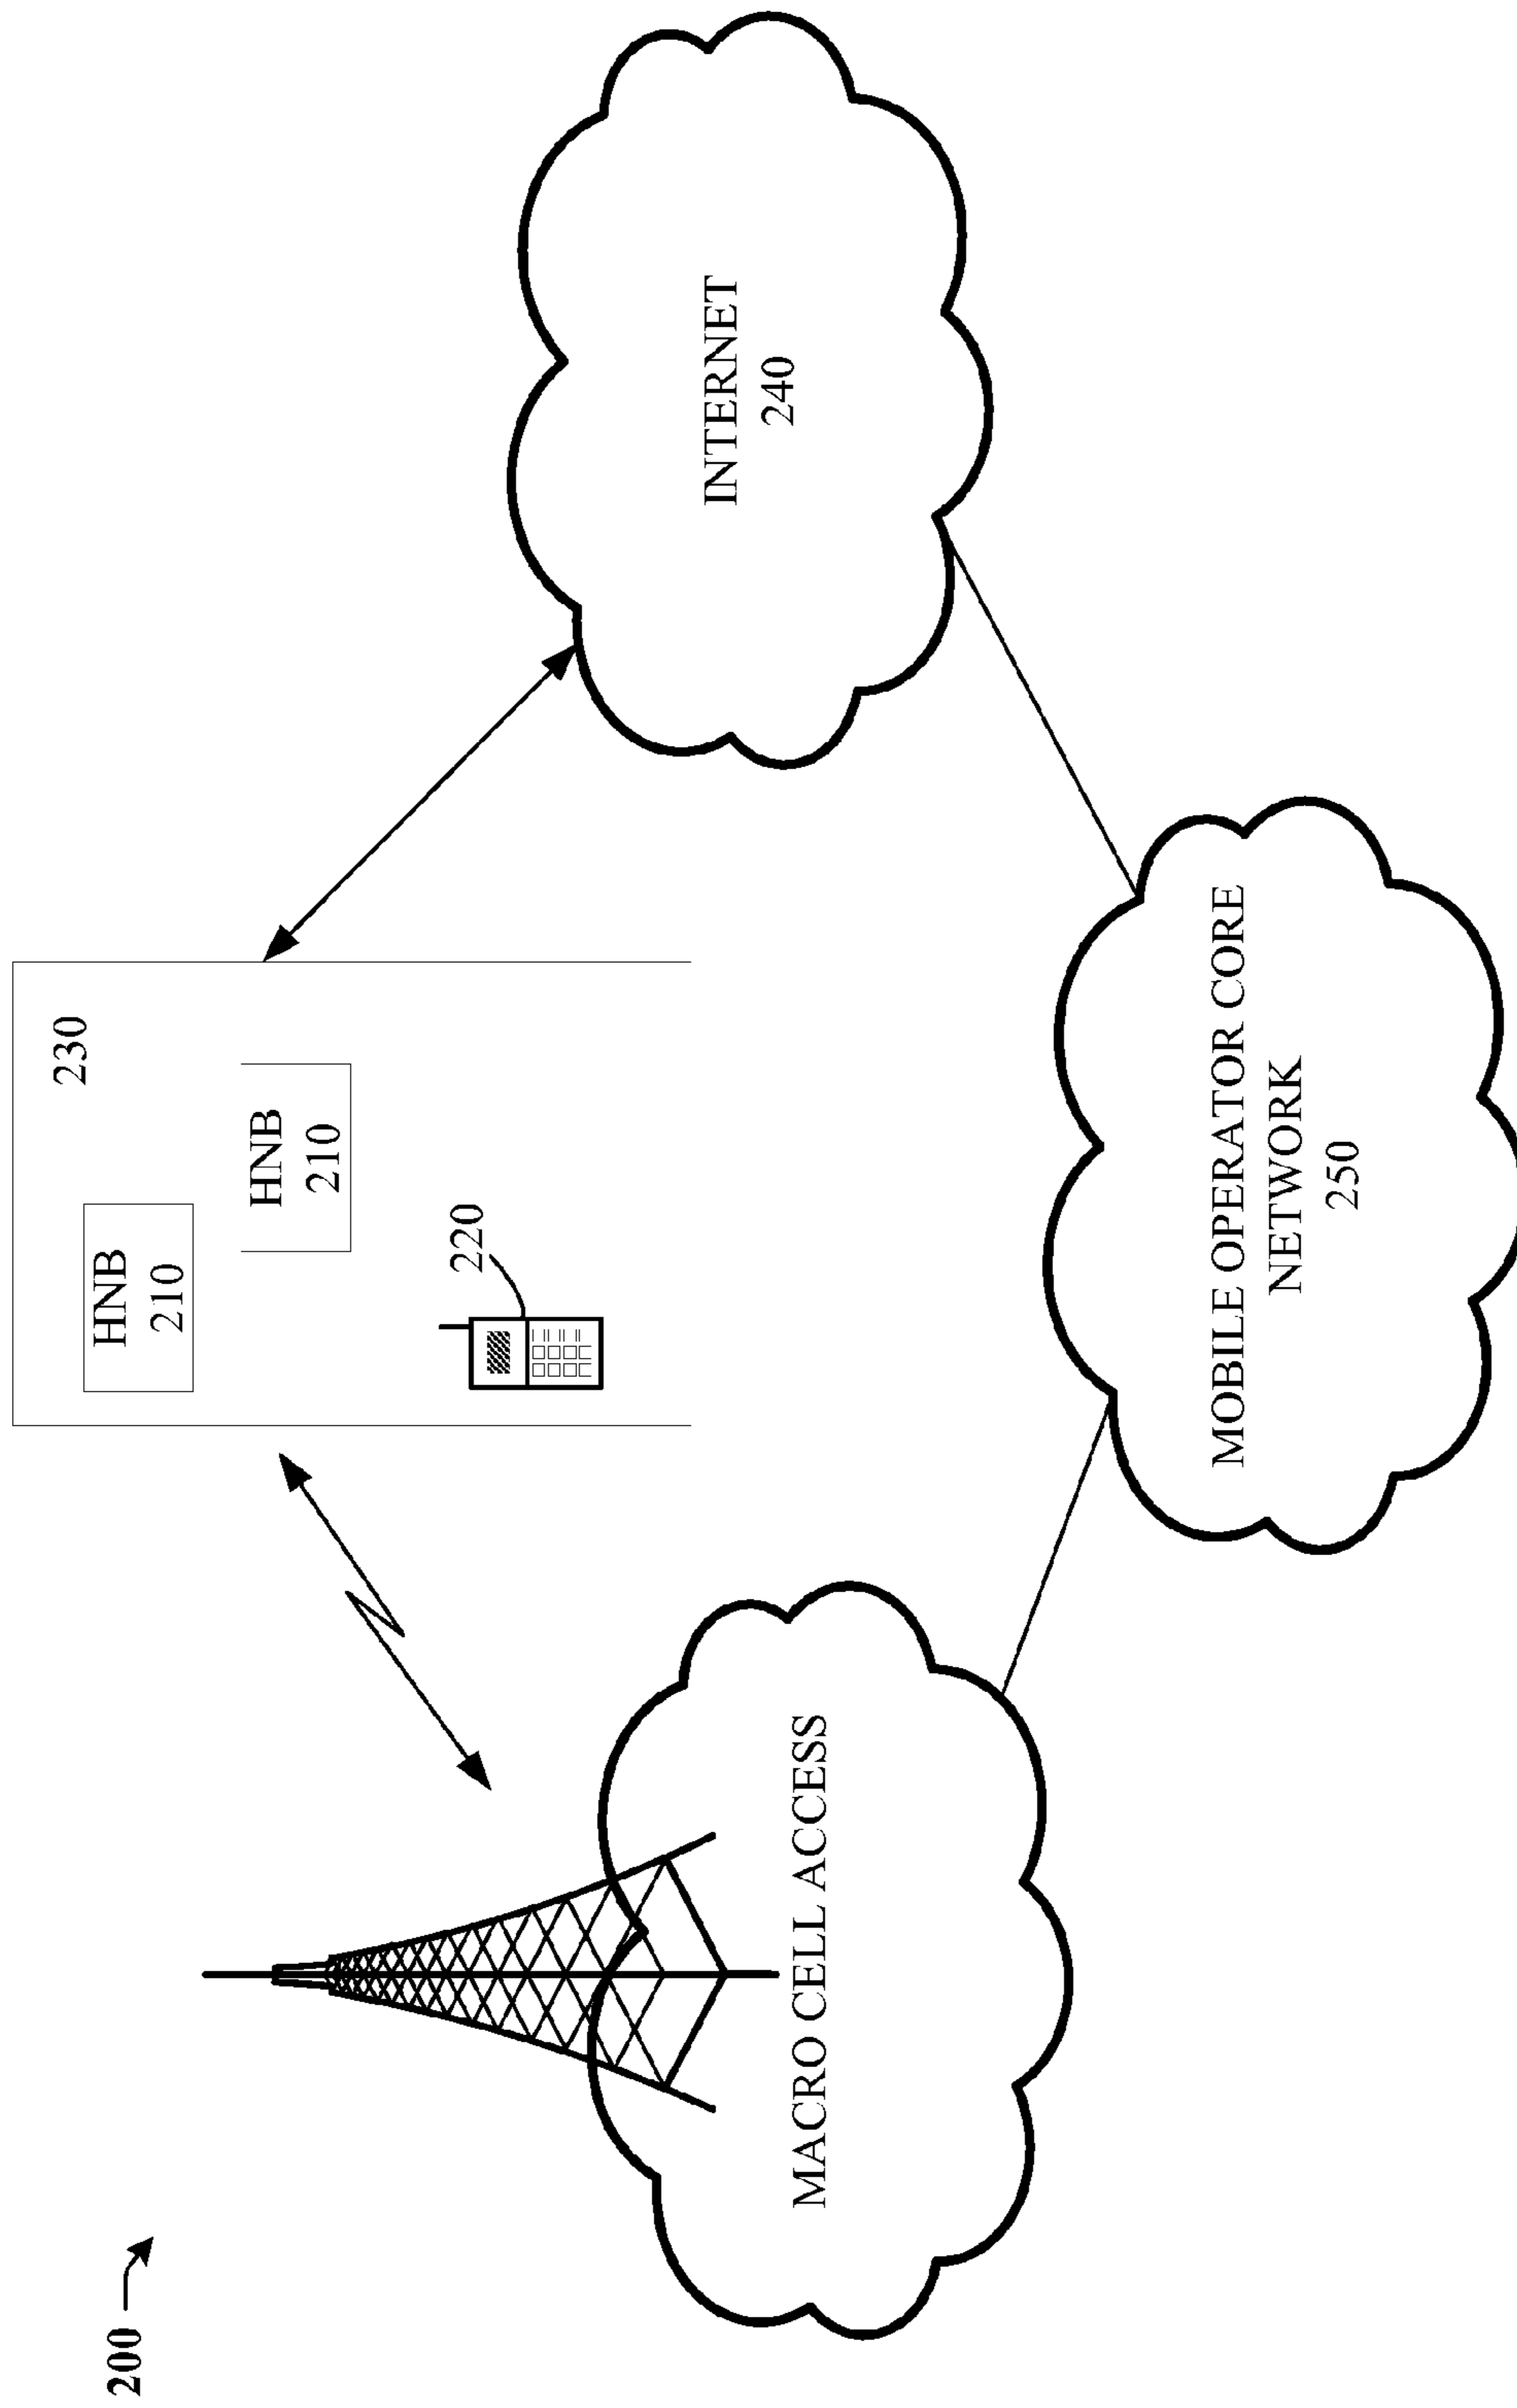 200
230
HNB
210
HNB
210
220
INTERNET
240
MACRO CELL ACCESS
MOBILE OPERATOR CORE
NETWORK
250